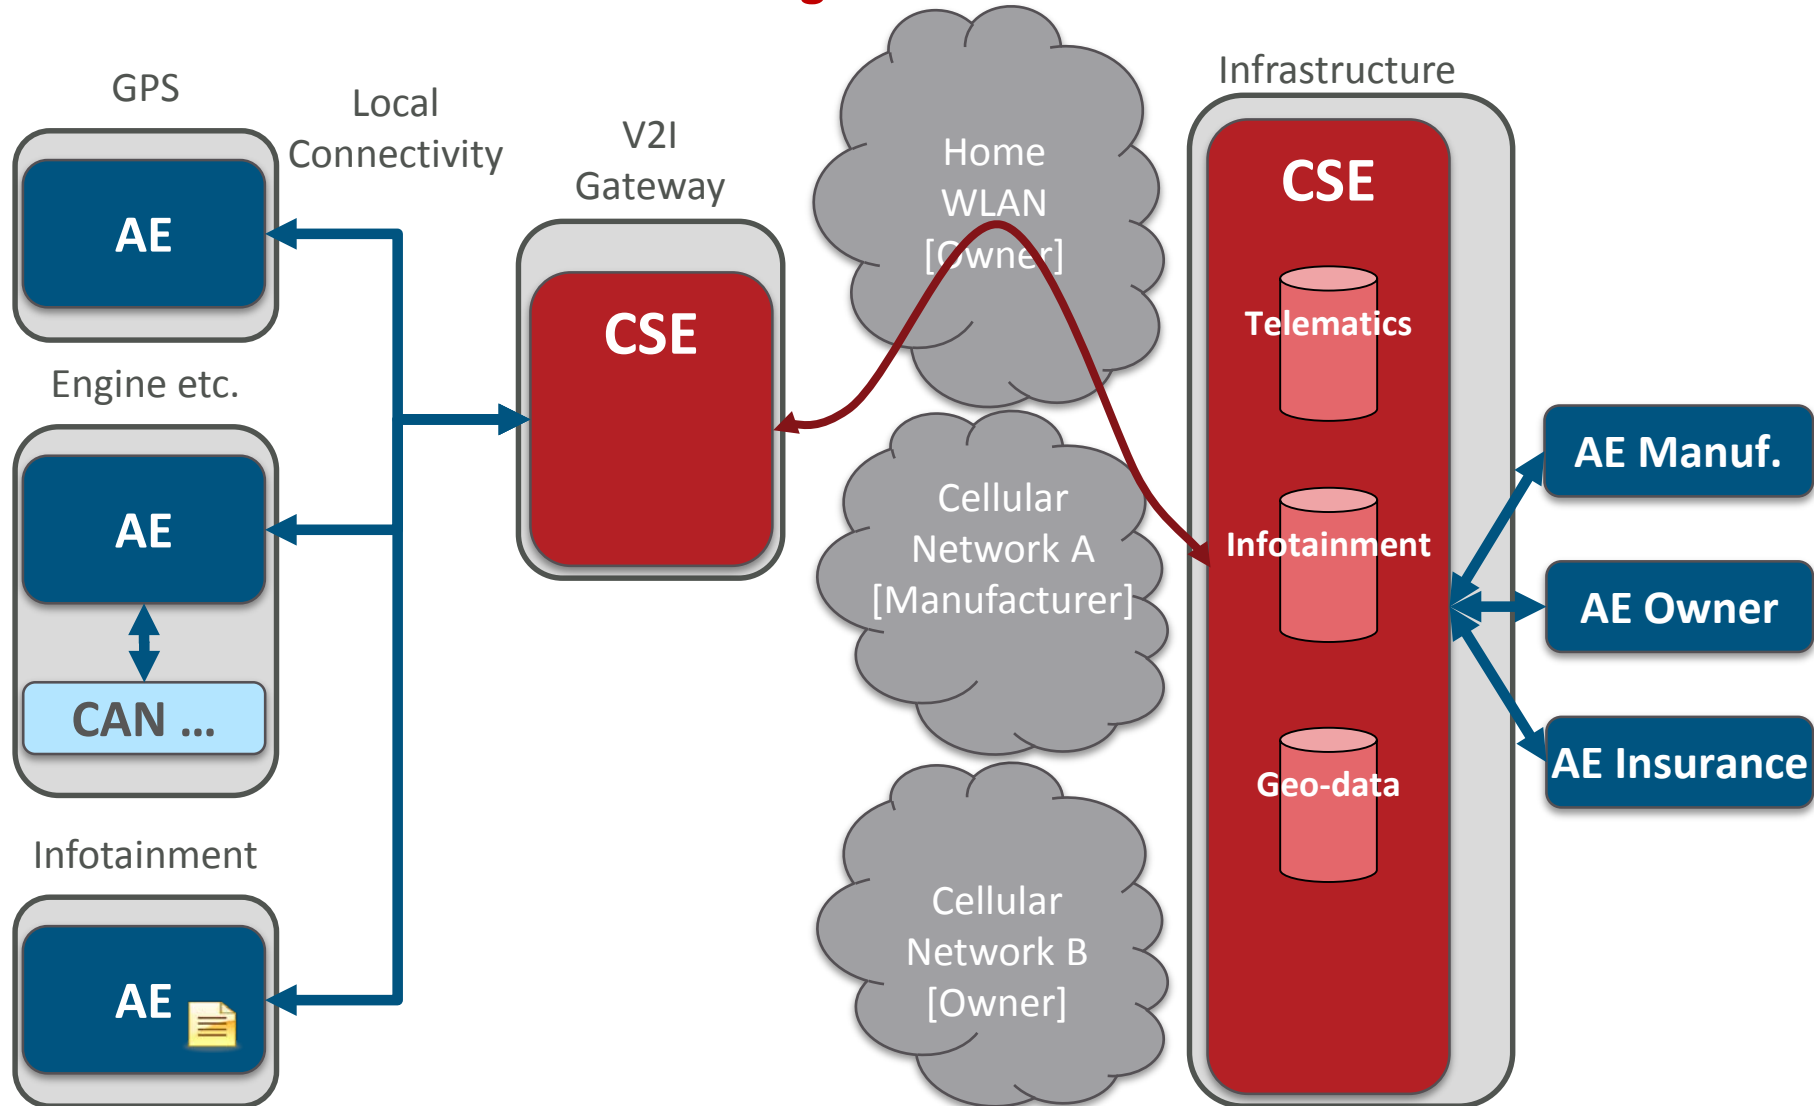 GPS
AE
Engine etc.
AE
CAN ...
Infotainment
AE
Local
Connectivity
V2I
Gateway
CSE
Home
WLAN
[Owner]
Cellular
Network A
[Manufacturer]
Cellular
Network B
[Owner]
Infrastructure
CSE
Telematics
Infotainment
Geo-data
AE Manuf.
AE Owner
AE Insurance